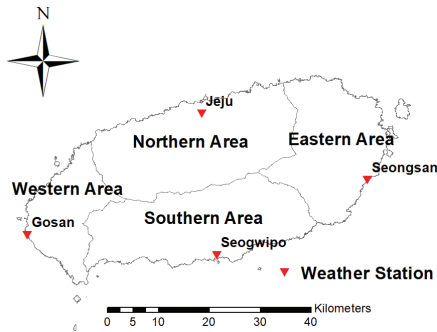 N
Jeju
Northern Area
Eastern Area
Seongsan
Western Area
Gosan
Southern Area
Seogwipo
Weather Station
Kilometers
0 5 10 20 30 40